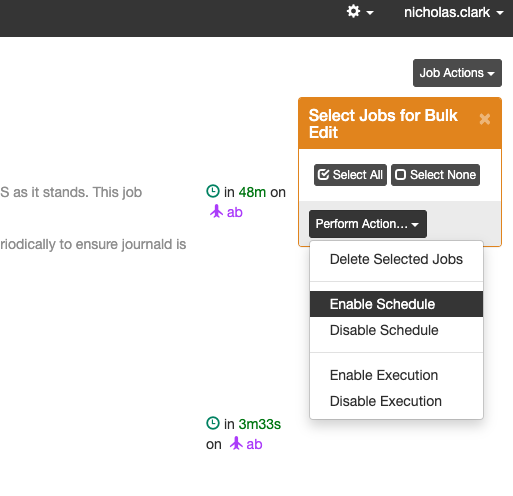 nicholas.clark
Job Actions
Select Jobs for Bulk
Edit
×
Select All Select None
S as it stands. This job
in 48m on
ab
Perform Action...
riodically to ensure journald is
Delete Selected Jobs
Enable Schedule
Disable Schedule
Enable Execution
Disable Execution
in 3m33s
on ab